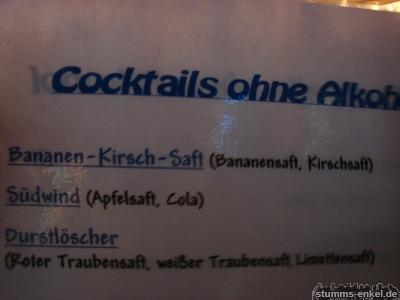 Cocktails ohne Alkoh
Bananen-Kirsch-Saft (Bananensaft, Kirschsaft)
Südwind (Apfelsaft, Cola)
Durstlöscher
(Roter Traubensaft, weißer Traubensaft, Limettensaft)
stumms-enkel.de